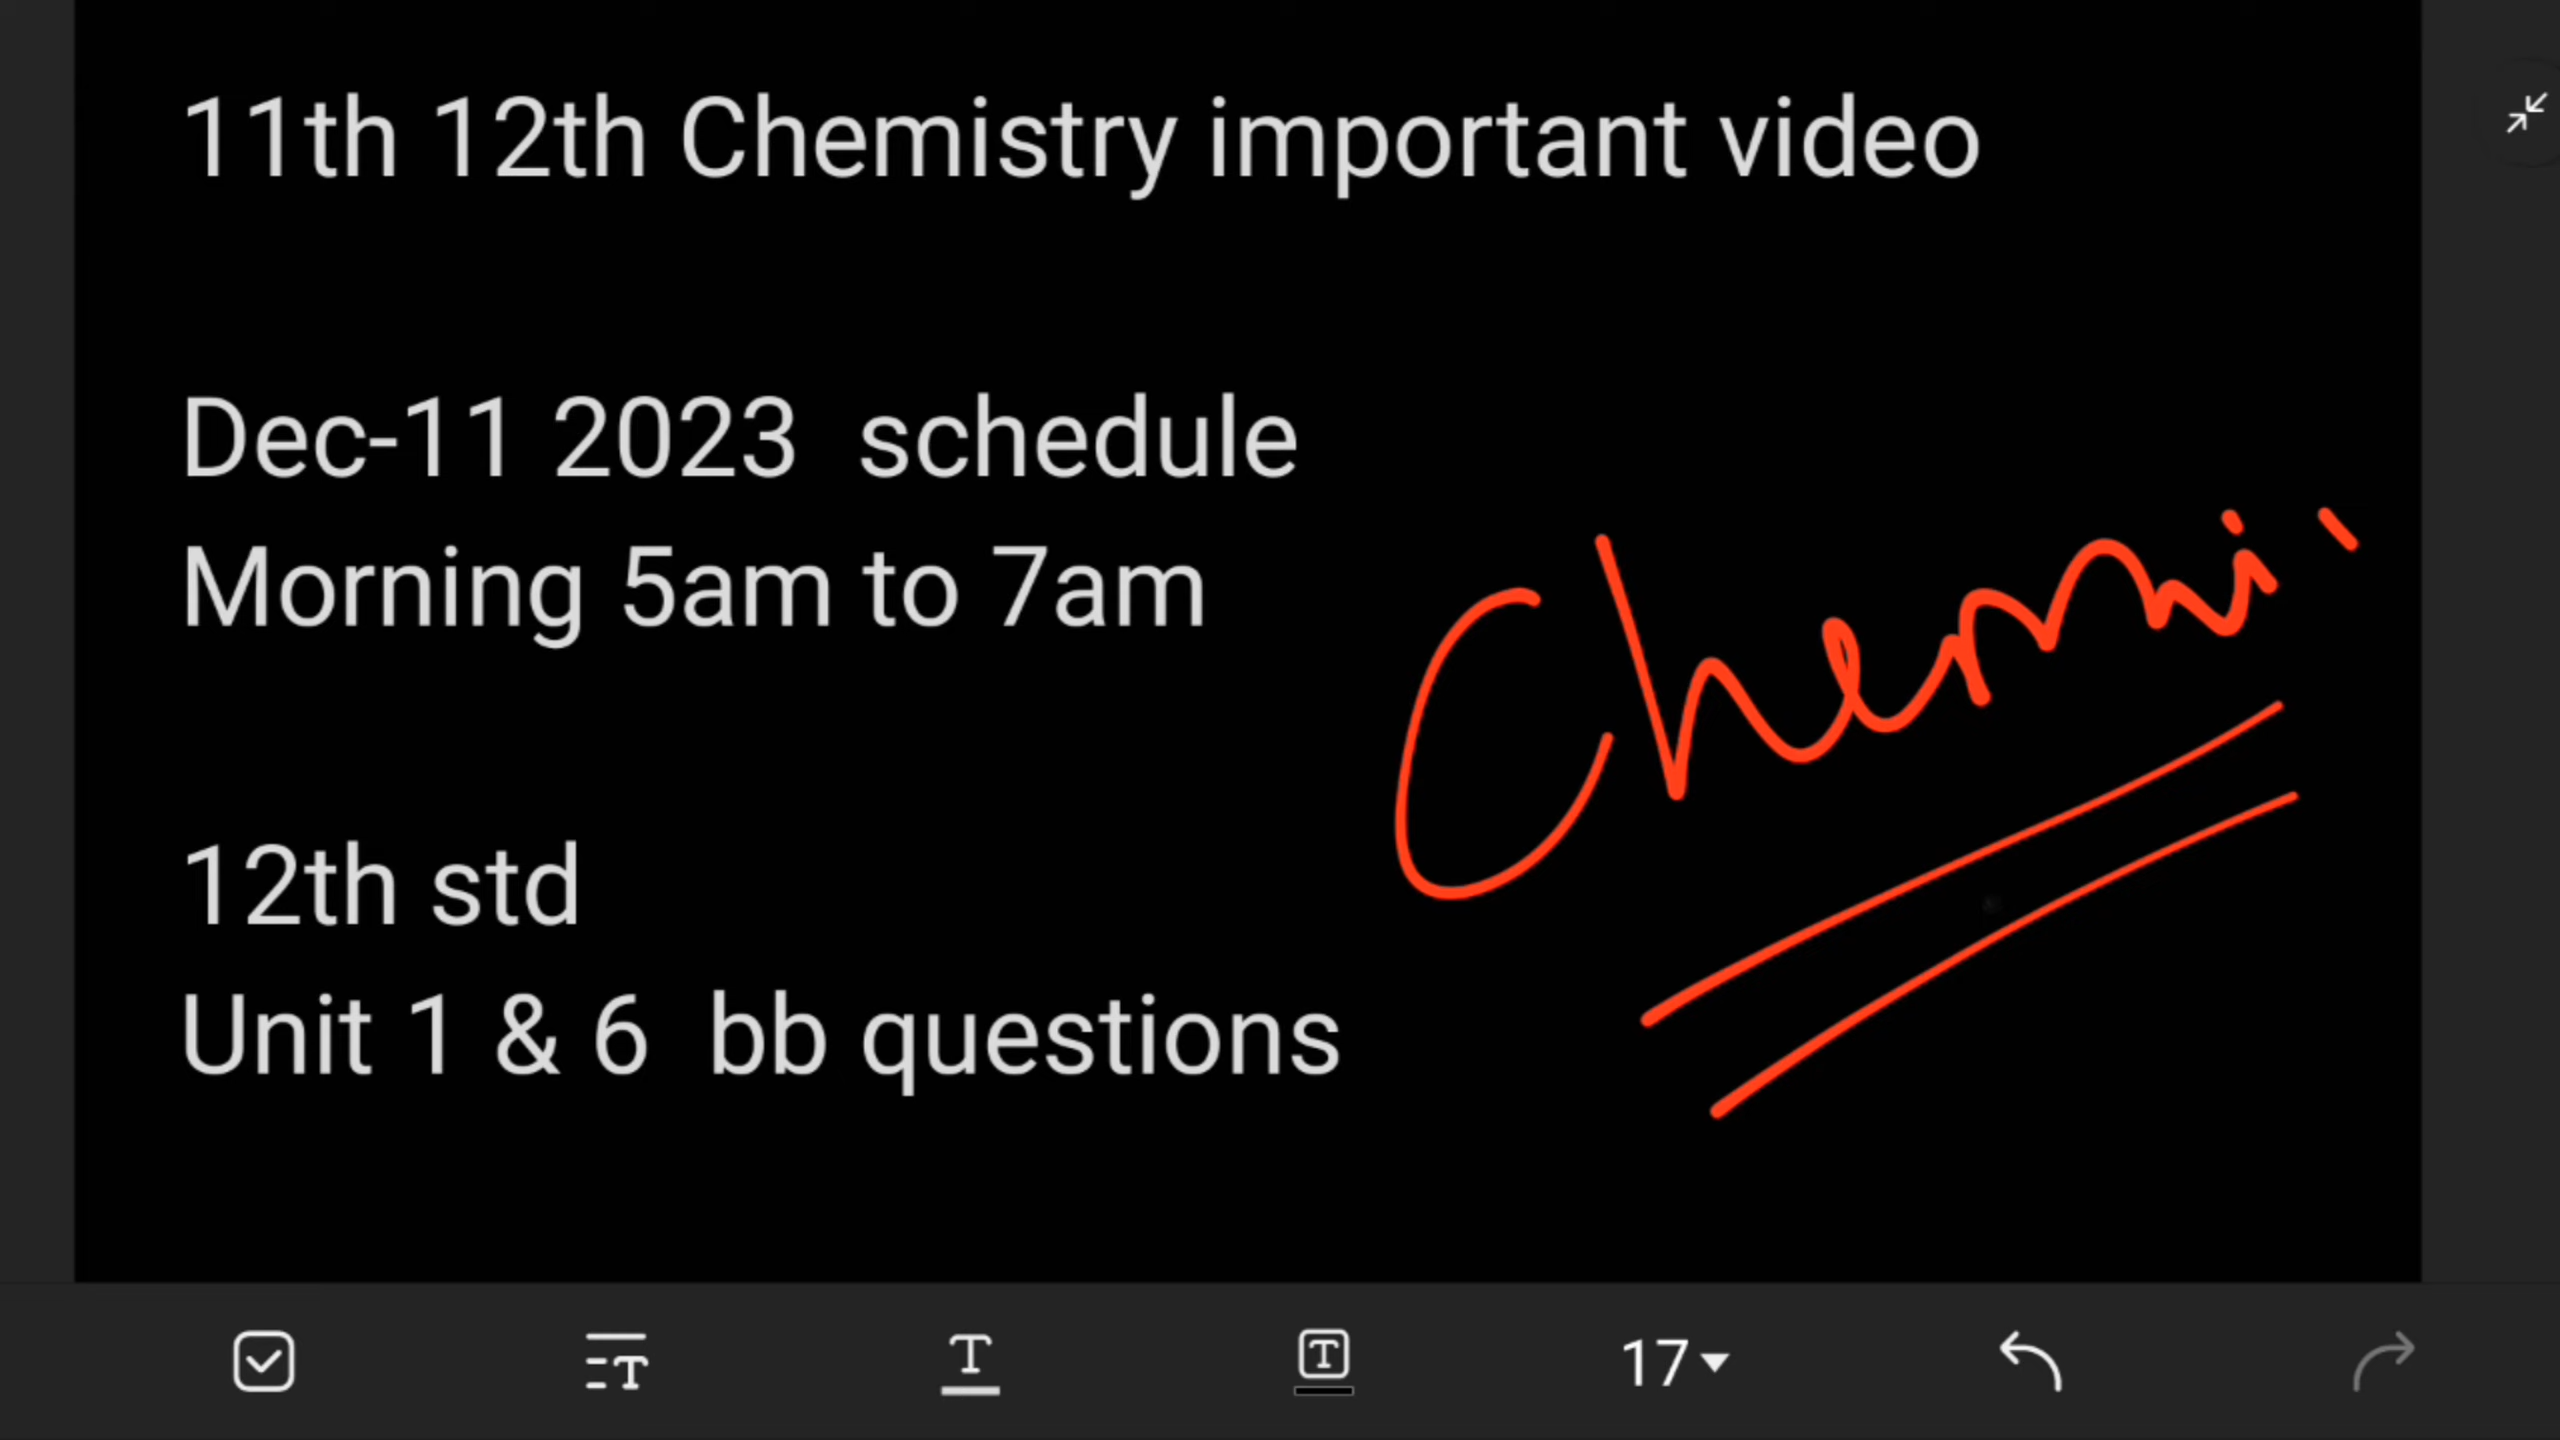 11th 12th Chemistry important video
Dec-11 2023  schedule
Morning 5am to 7am
Chemi
12th std
Unit 1 & 6  bb questions
17